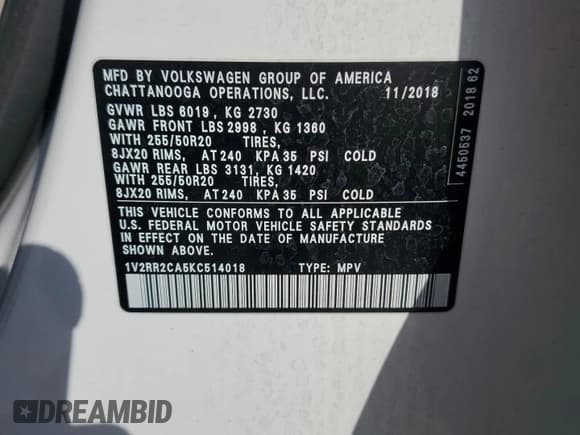 MFD BY VOLKSWAGEN GROUP OF AMERICA
CHATTANOOGA OPERATIONS, LLC. 11/2018
GVWR LBS 6019, KG 2730
GAWR FRONT LBS 2998, KG 1360
WITH 255/50R20 TIRES,
8JX20 RIMS, AT 240 KPA 35 PSI COLD
GAWR REAR LBS 3131, KG 1420
WITH 255/50R20 TIRES,
8JX20 RIMS, AT 240 KPA 35 PSI COLD
THIS VEHICLE CONFORMS TO ALL APPLICABLE
U.S. FEDERAL MOTOR VEHICLE SAFETY STANDARDS
IN EFFECT ON THE DATE OF MANUFACTURE
SHOWN ABOVE.
1V2RR2CA5KC514018 TYPE: MPV
4450537 2018 62
DREAMBID